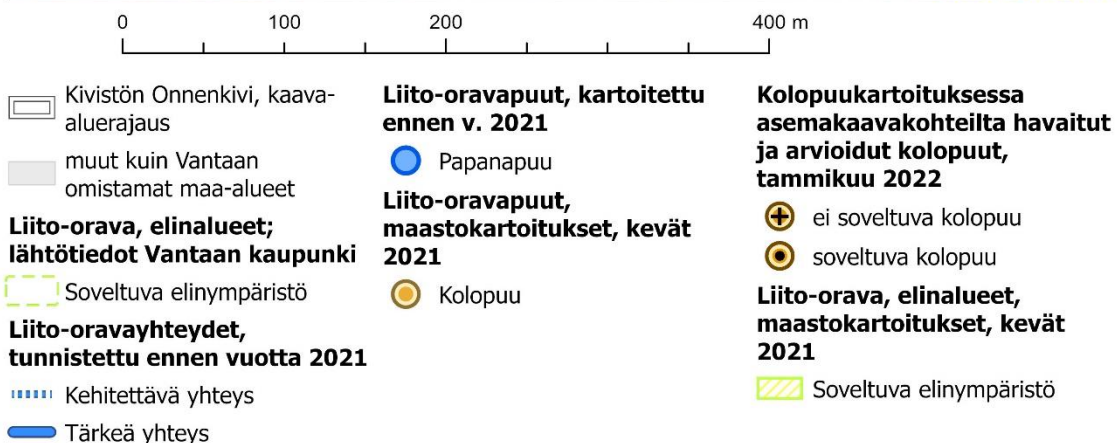 0 100 200 400 m
Kivistön Onnenkivi, kaava-
aluerajaus
muut kuin Vantaan
omistamat maa-alueet
Liito-orava, elinalueet;
lähtötiedot Vantaan kaupunki
Soveltuva elinympäristö
Liito-oravayhteydet,
tunnistettu ennen vuotta 2021
Kehitettävä yhteys
Tärkeä yhteys
Liito-oravapuut, kartoitettu
ennen v. 2021
Papanapuu
Liito-oravapuut,
maastokartoitukset, kevät
2021
Kolopuu
Kolopuukartoituksessa
asemakaavakohteilta havaitut
ja arvioidut kolopuut,
tammikuu 2022
ei soveltuva kolopuu
soveltuva kolopuu
Liito-orava, elinalueet,
maastokartoitukset, kevät
2021
Soveltuva elinympäristö